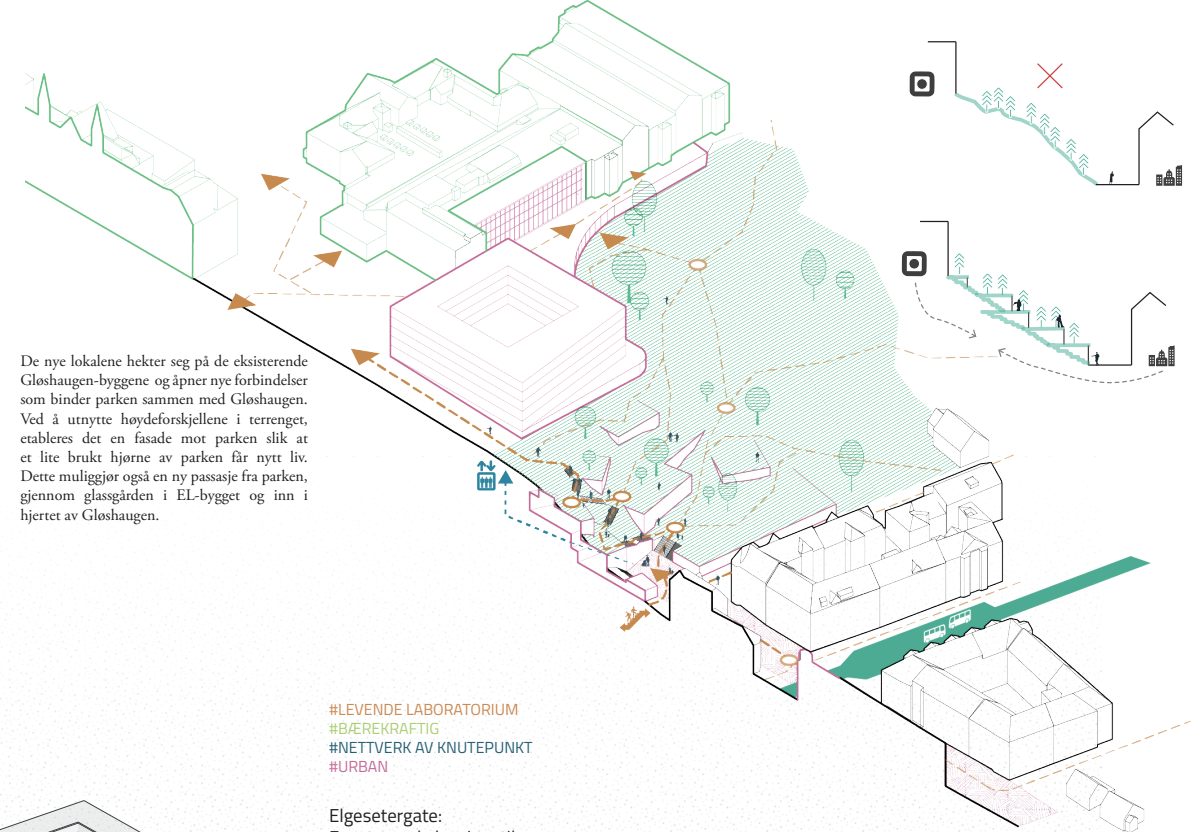 De nye lokalene hekter seg på de eksisterende
Gløshaugen-byggene og åpner nye forbindelser
som binder parken sammen med Gløshaugen.
Ved å utnytte høydeforskjellene i terrenget,
etableres det en fasade mot parken slik at
et lite brukt hjørne av parken får nytt liv.
Dette muliggjør også en ny passasje fra parken,
gjennom glassgården i EL-bygget og inn i
hjertet av Gløshaugen.
#LEVENDE LABORATORIUM
#BÆREKRAFTIG
#NETTVERK AV KNUTEPUNKT
#URBAN
Elgesetergate: